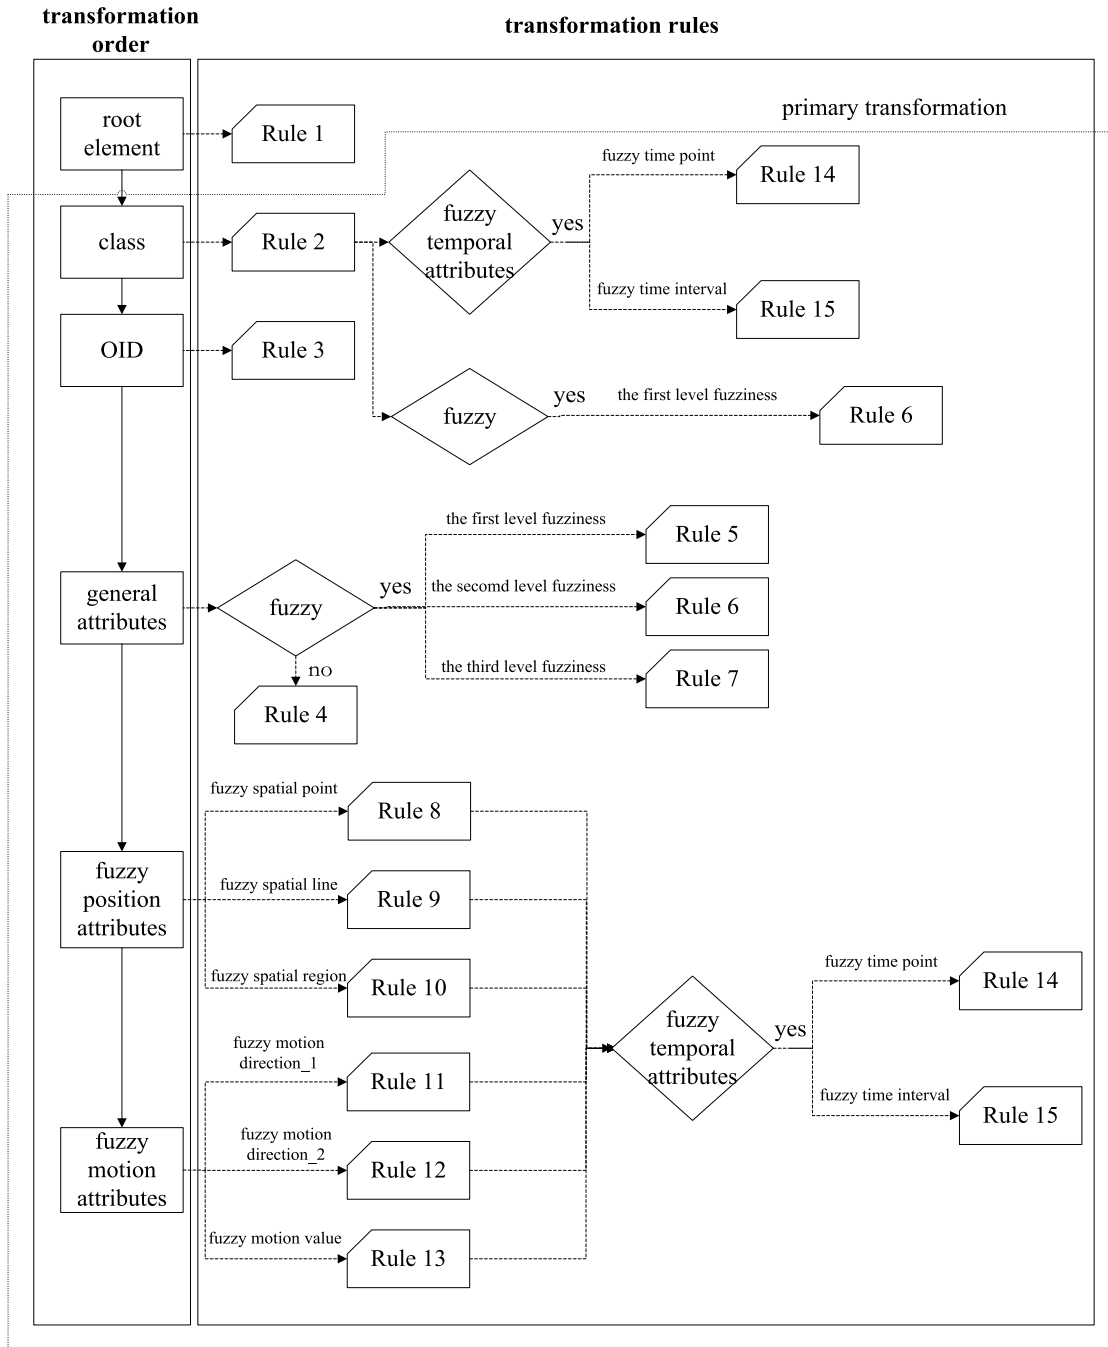 transformation
order
transformation rules
root
element
Rule 1
primary transformation
class
Rule 2
fuzzy
temporal
attributes
yes
fuzzy time point
Rule 14
fuzzy time interval
Rule 15
OID
Rule 3
fuzzy
yes
the first level fuzziness
Rule 6
general
attributes
fuzzy
yes
the first level fuzziness
Rule 5
the secomd level fuzziness
Rule 6
the third level fuzziness
Rule 7
no
Rule 4
fuzzy
position
attributes
fuzzy spatial point
Rule 8
fuzzy spatial line
Rule 9
fuzzy spatial region
Rule 10
fuzzy
motion
attributes
fuzzy motion
direction_1
Rule 11
fuzzy motion
direction_2
Rule 12
fuzzy motion value
Rule 13
fuzzy
temporal
attributes
yes
fuzzy time point
Rule 14
fuzzy time interval
Rule 15